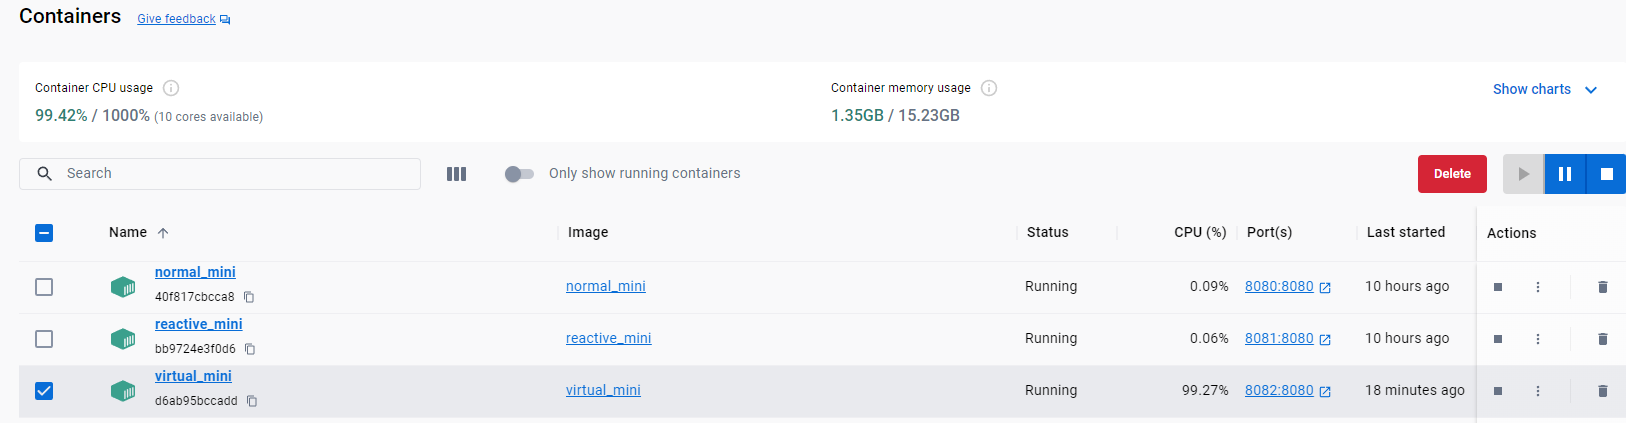 Containers Give feedback
Container CPU usage Container memory usage Show charts
99.42% / 1000% (10 cores available) 1.35GB / 15.23GB
Search Only show running containers Delete
Name Image Status CPU (%) Port(s) Last started Actions
normal_mini
40f817cbcca8 normal_mini Running 0.09% 8080:8080 10 hours ago
reactive_mini
bb9724e3f0d6 reactive_mini Running 0.06% 8081:8080 10 hours ago
virtual_mini
d6ab95bccadd virtual_mini Running 99.27% 8082:8080 18 minutes ago